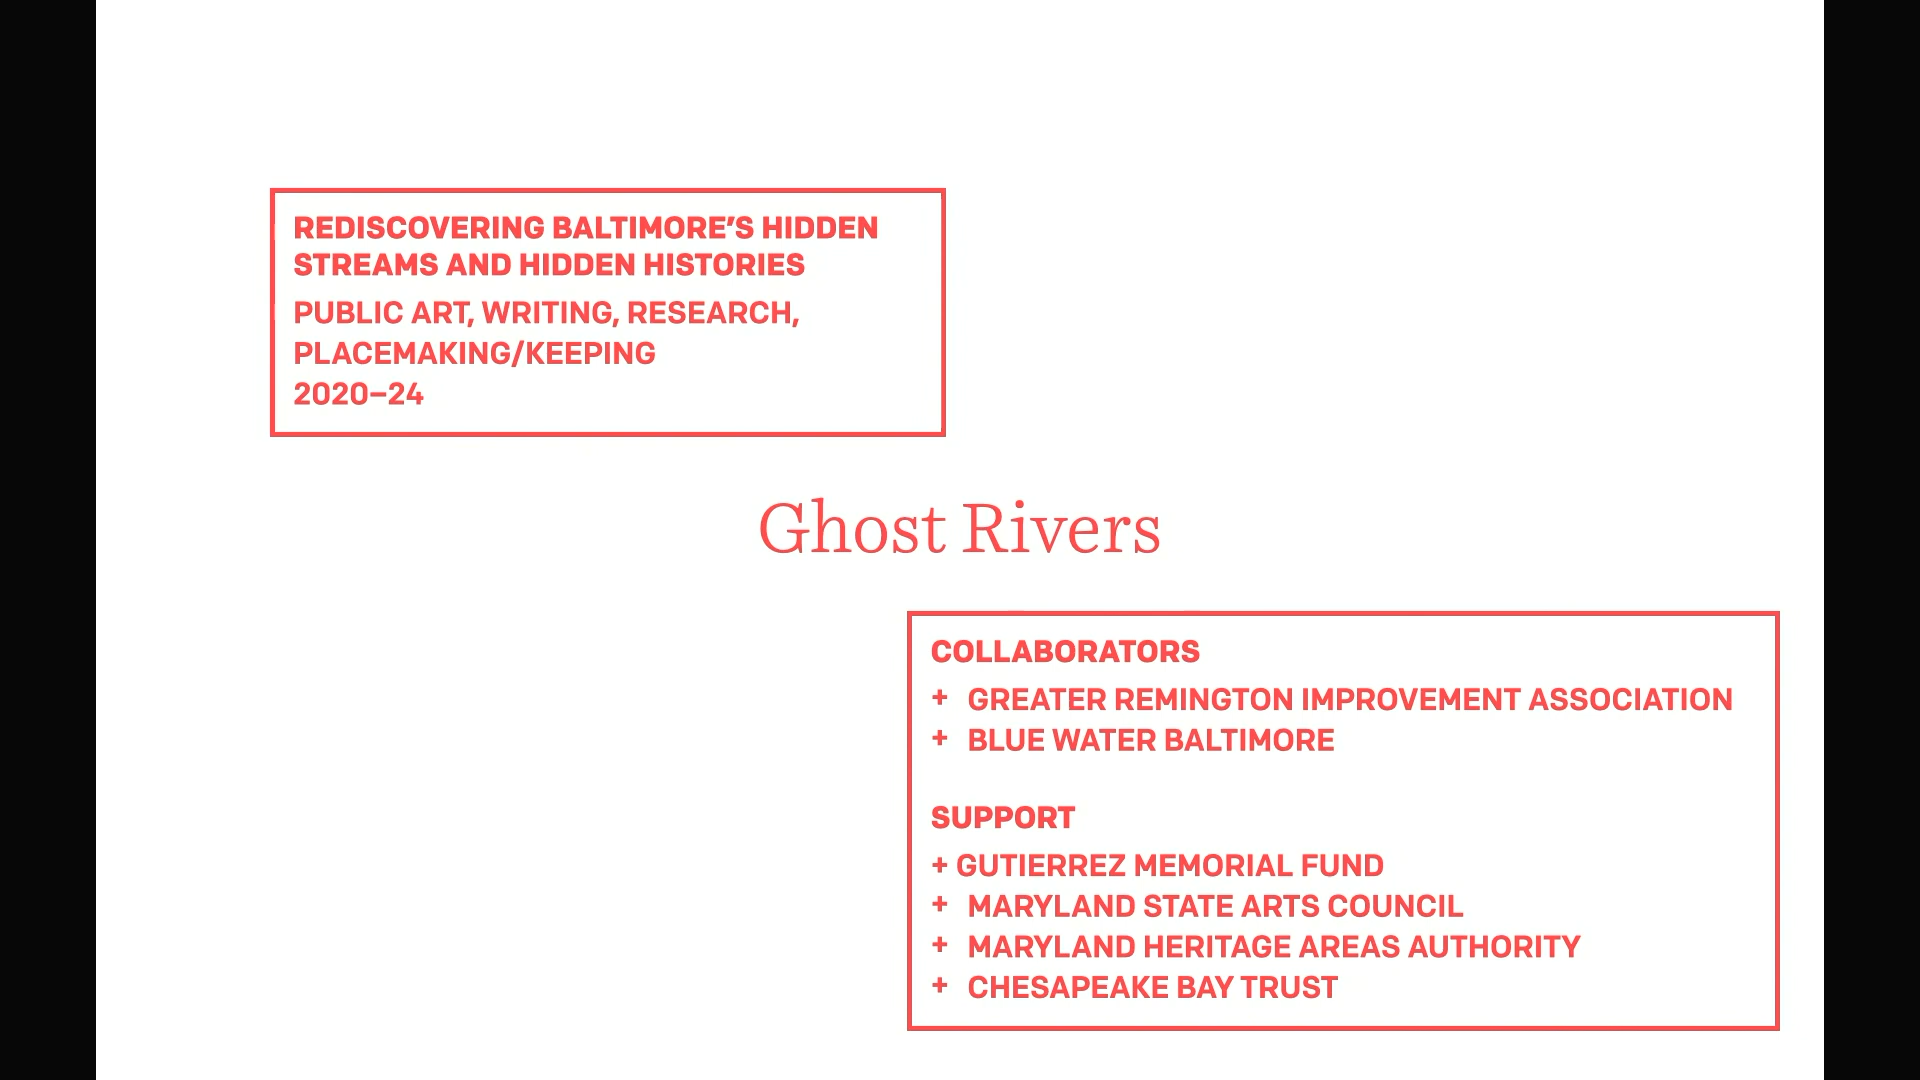 REDISCOVERING BALTIMORE’S HIDDEN
STREAMS AND HIDDEN HISTORIES
PUBLIC ART, WRITING, RESEARCH,
PLACEMAKING/KEEPING
2020–24
Ghost Rivers
COLLABORATORS
+ GREATER REMINGTON IMPROVEMENT ASSOCIATION
+ BLUE WATER BALTIMORE
SUPPORT
+ GUTIERREZ MEMORIAL FUND
+ MARYLAND STATE ARTS COUNCIL
+ MARYLAND HERITAGE AREAS AUTHORITY
+ CHESAPEAKE BAY TRUST